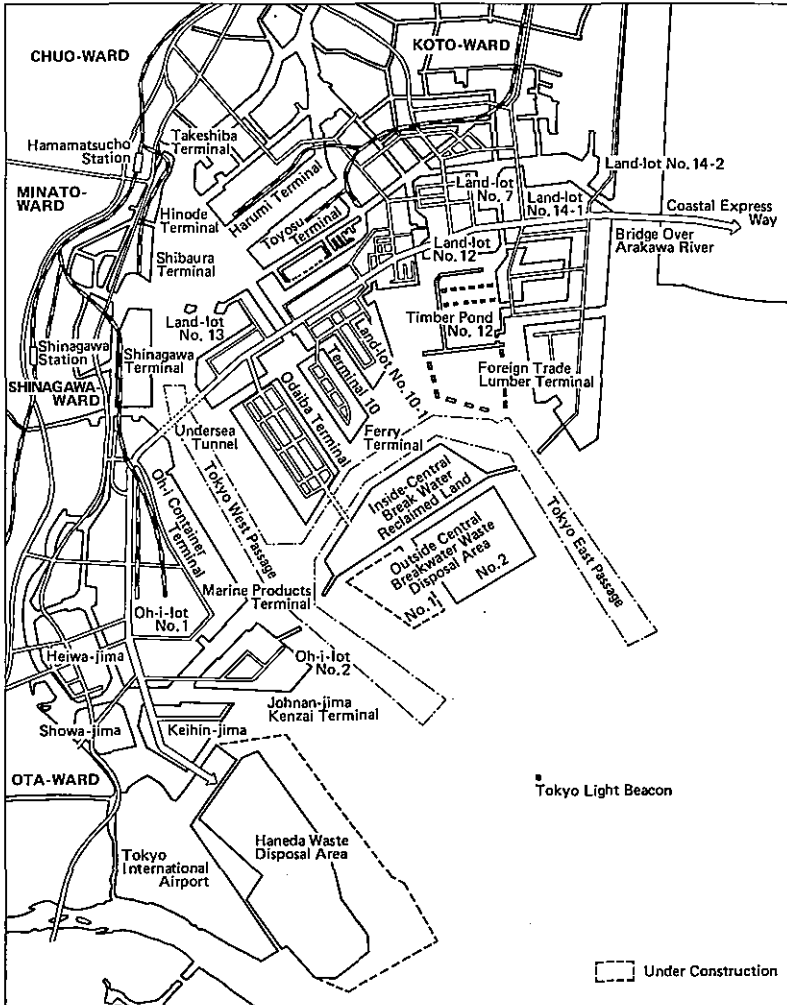 CHUO-WARD
KOTO-WARD
Hamamatsucho
Station
Takeshiba
Terminal
Land-lot No. 14-2
MINATO-
WARD
Harumi Terminal
Land-lot
No. 7
Land-lot
No. 14-1
Coastal Express
Way
Hinode
Terminal
Toyosu
Terminal
Land-lot
No. 12
Bridge Over
Arakawa River
Shibaura
Terminal
Land-lot
No. 13
Timber Pond
No. 12
Shinagawa
Station
Shinagawa
Terminal
Land-lot No. 10-1
Terminal 10
Foreign Trade
Lumber Terminal
SHINAGAWA-
WARD
Odaiba Terminal
Undersea
Tunnel
Ferry
Terminal
Tokyo West Passage
Oh-i Container
Terminal
Inside-Central
Break Water
Reclaimed Land
Tokyo East Passage
Outside Central
Breakwater Waste
Disposal Area
No. 1
No. 2
Marine Products
Terminal
Oh-i-lot
No. 1
Heiwa-jima
Oh-i-lot
No. 2
Johnan-jima
Kenzai Terminal
Showa-jima
Keihin-jima
OTA-WARD
Tokyo Light Beacon
Tokyo
International
Airport
Haneda Waste
Disposal Area
Under Construction